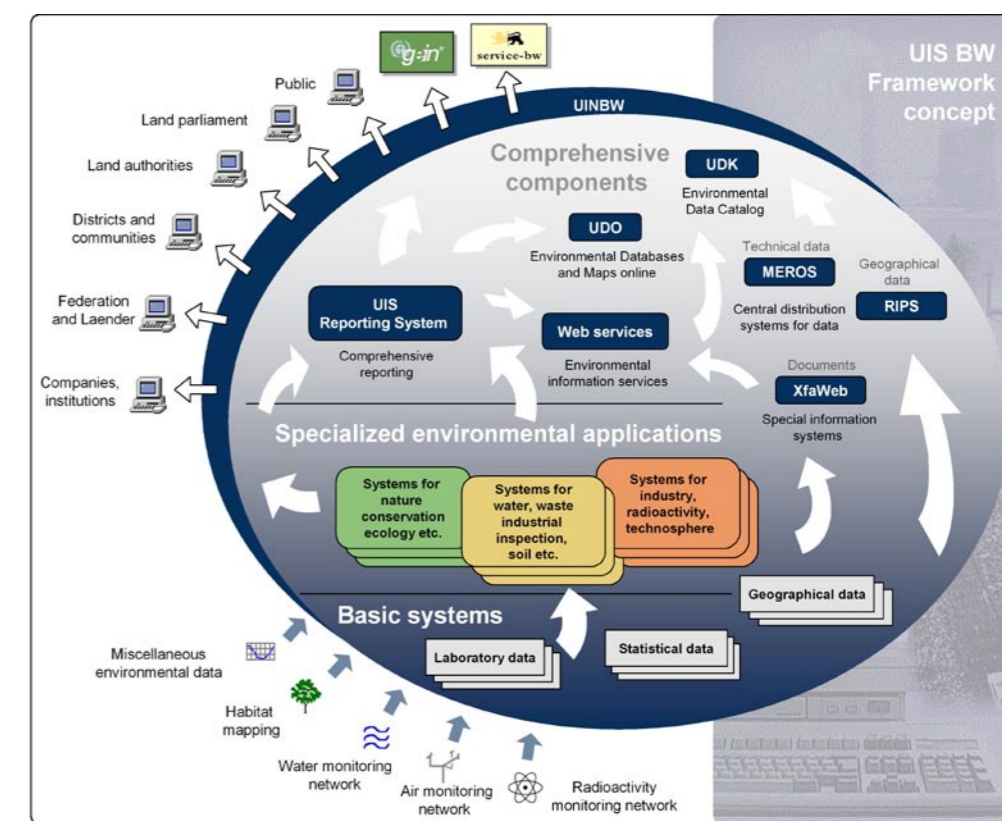 UIS BW
Framework
concept
g:in
service-bw
UINBW
Public
Land parliament
Land authorities
Districts and
communities
Federation
and Laender
Companies,
institutions
Comprehensive
components
UDK
Environmental
Data Catalog
UDO
Environmental Databases
and Maps online
Technical data
MEROS
Central distribution
systems for data
Geographical
data
RIPS
UIS
Reporting System
Comprehensive
reporting
Web services
Environmental
information services
Documents
XfaWeb
Special information
systems
Specialized environmental applications
Systems for
nature
conservation
ecology etc.
Systems for
water, waste
industrial
inspection,
soil etc.
Systems for
industry,
radioactivity,
technosphere
Basic systems
Laboratory data
Statistical data
Geographical data
Miscellaneous
environmental data
Habitat
mapping
Water monitoring
network
Air monitoring
network
Radioactivity
monitoring network